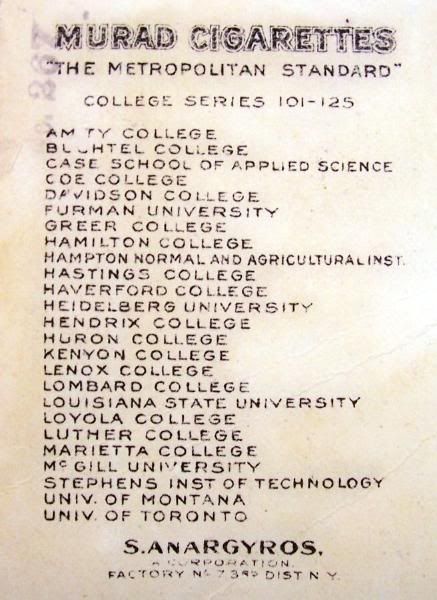 MURAD CIGARETTES
"THE METROPOLITAN STANDARD"
COLLEGE SERIES 101-125
AMITY COLLEGE
BUCHTEL COLLEGE
CASE SCHOOL OF APPLIED SCIENCE
COE COLLEGE
DAVIDSON COLLEGE
FURMAN UNIVERSITY
GREER COLLEGE
HAMILTON COLLEGE
HAMPTON NORMAL AND AGRICULTURAL INST.
HASTINGS COLLEGE
HAVERFORD COLLEGE
HEIDELBERG UNIVERSITY
HENDRIX COLLEGE
HURON COLLEGE
KENYON COLLEGE
LENOX COLLEGE
LOMBARD COLLEGE
LOUISIANA STATE UNIVERSITY
LOYOLA COLLEGE
LUTHER COLLEGE
MARIETTA COLLEGE
McGILL UNIVERSITY
STEPHENS INST OF TECHNOLOGY
UNIV. OF MONTANA
UNIV. OF TORONTO
S. ANARGYROS,
A CORPORATION.
FACTORY No 7 3RD DIST N.Y.